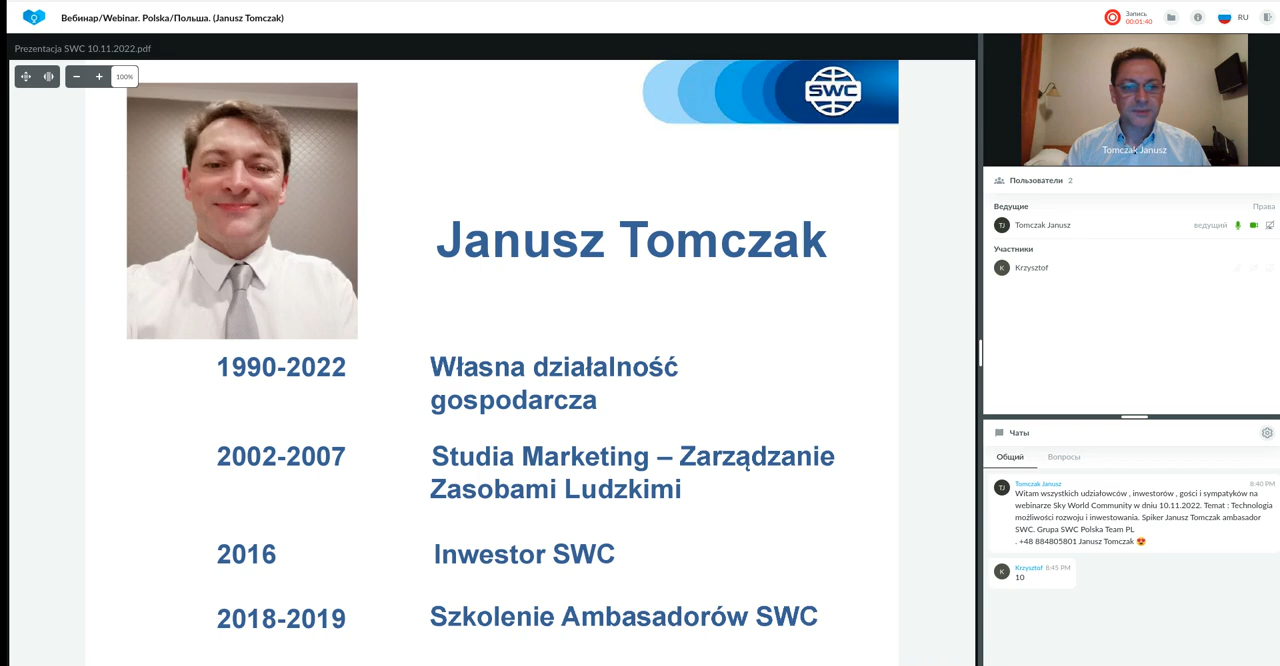 Вебинар/Webinar. Polska/Польша. (Janusz Tomczak)
Запись
00:01:40
RU
Prezentacja SWC 10.11.2022.pdf
100%
SWC
Janusz Tomczak
1990-2022 Własna działalność
gospodarcza
2002-2007 Studia Marketing – Zarządzanie
Zasobami Ludzkimi
2016 Inwestor SWC
2018-2019 Szkolenie Ambasadorów SWC
Tomczak Janusz
Пользователи 2
Ведущие Права
TJ Tomczak Janusz ведущий
Участники
K Krzysztof
Чаты
Общий Вопросы
TJ Tomczak Janusz 8:40 PM
Witam wszystkich udziałowców , inwestorów , gości i sympatyków na
webinarze Sky World Community w dniu 10.11.2022. Temat : Technologia
możliwości rozwoju i inwestowania. Spiker Janusz Tomczak ambasador
SWC. Grupa SWC Polska Team PL
. +48 884805801 Janusz Tomczak 😍
K Krzysztof 8:45 PM
10